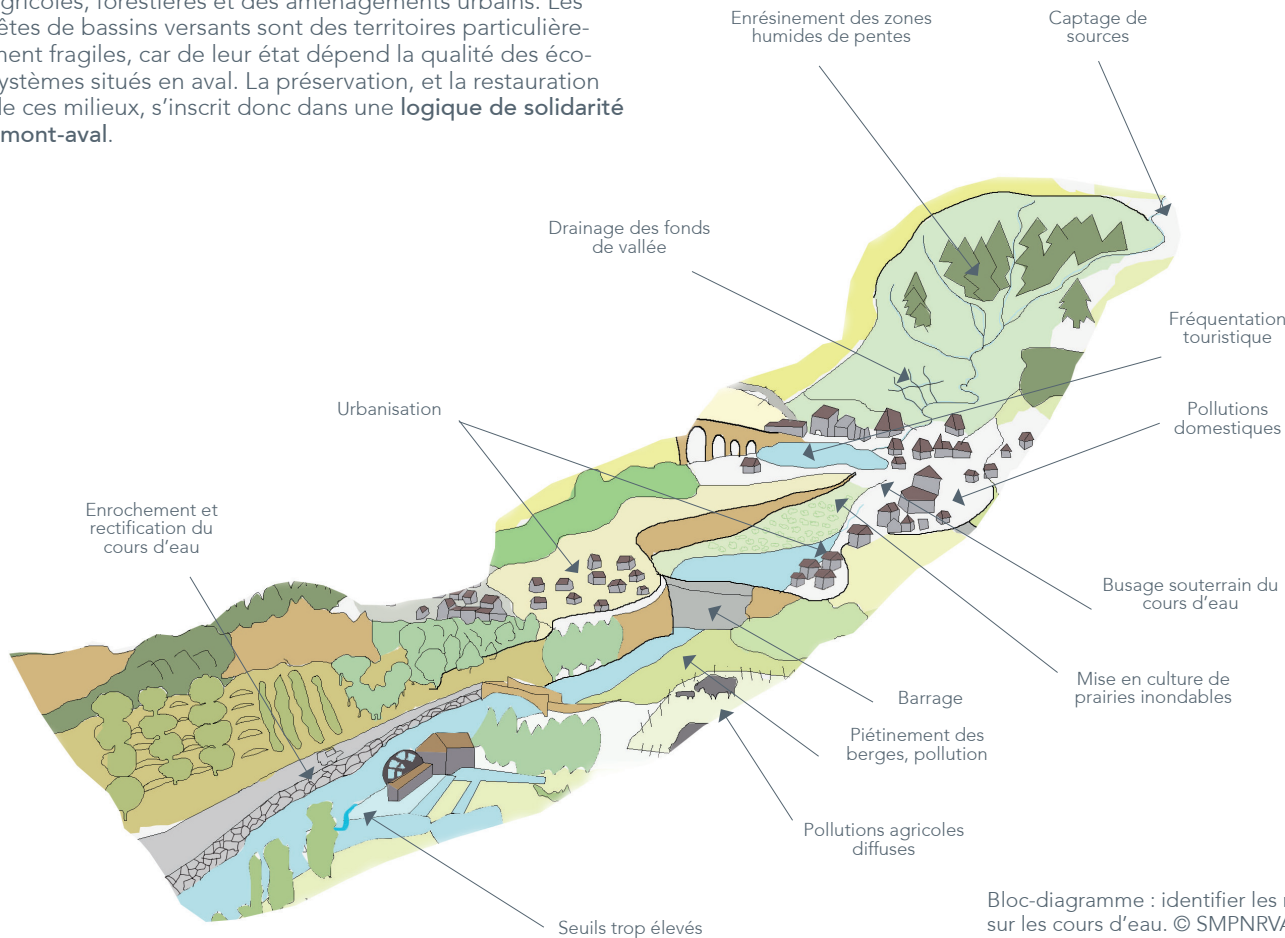 agricoles, forestières et des aménagements urbains. Les
êtes de bassins versants sont des territoires particulière-
ment fragiles, car de leur état dépend la qualité des éco-
ystèmes situés en aval. La préservation, et la restauration
de ces milieux, s’inscrit donc dans une logique de solidarité
mont-aval.
Enrésinement des zones
humides de pentes
Captage de
sources
Drainage des fonds
de vallée
Fréquentation
touristique
Urbanisation
Pollutions
domestiques
Enrochement et
rectification du
cours d’eau
Busage souterrain du
cours d’eau
Mise en culture de
prairies inondables
Barrage
Piétinement des
berges, pollution
Pollutions agricoles
diffuses
Seuils trop élevés
Bloc-diagramme : identifier les
sur les cours d’eau. © SMPNRVA